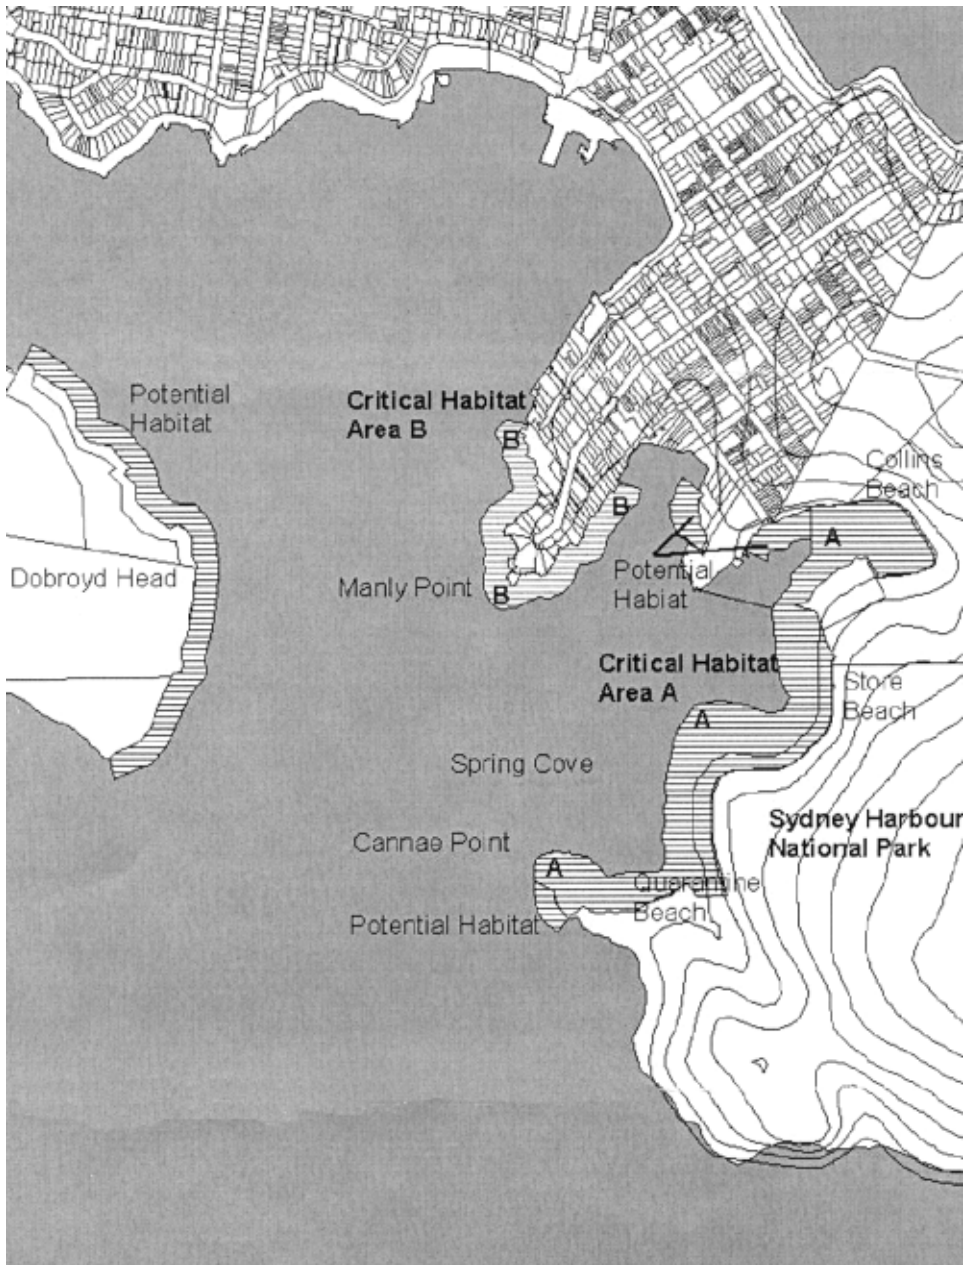 Potential
Habitat
Critical Habitat
Area B
B
Collins
Beach
B
A
Dobroyd Head
Manly Point
B
Potential
Habiat
Critical Habitat
Area A
Store
Beach
A
Spring Cove
Sydney Harbour
National Park
Cannae Point
A
Quarantine
Beach
Potential Habitat